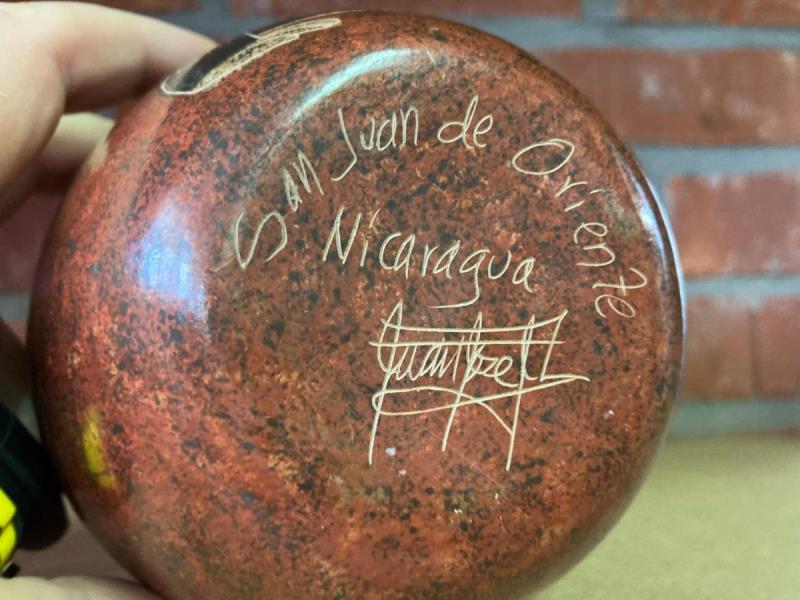 San Juan de Oriente
Nicaragua